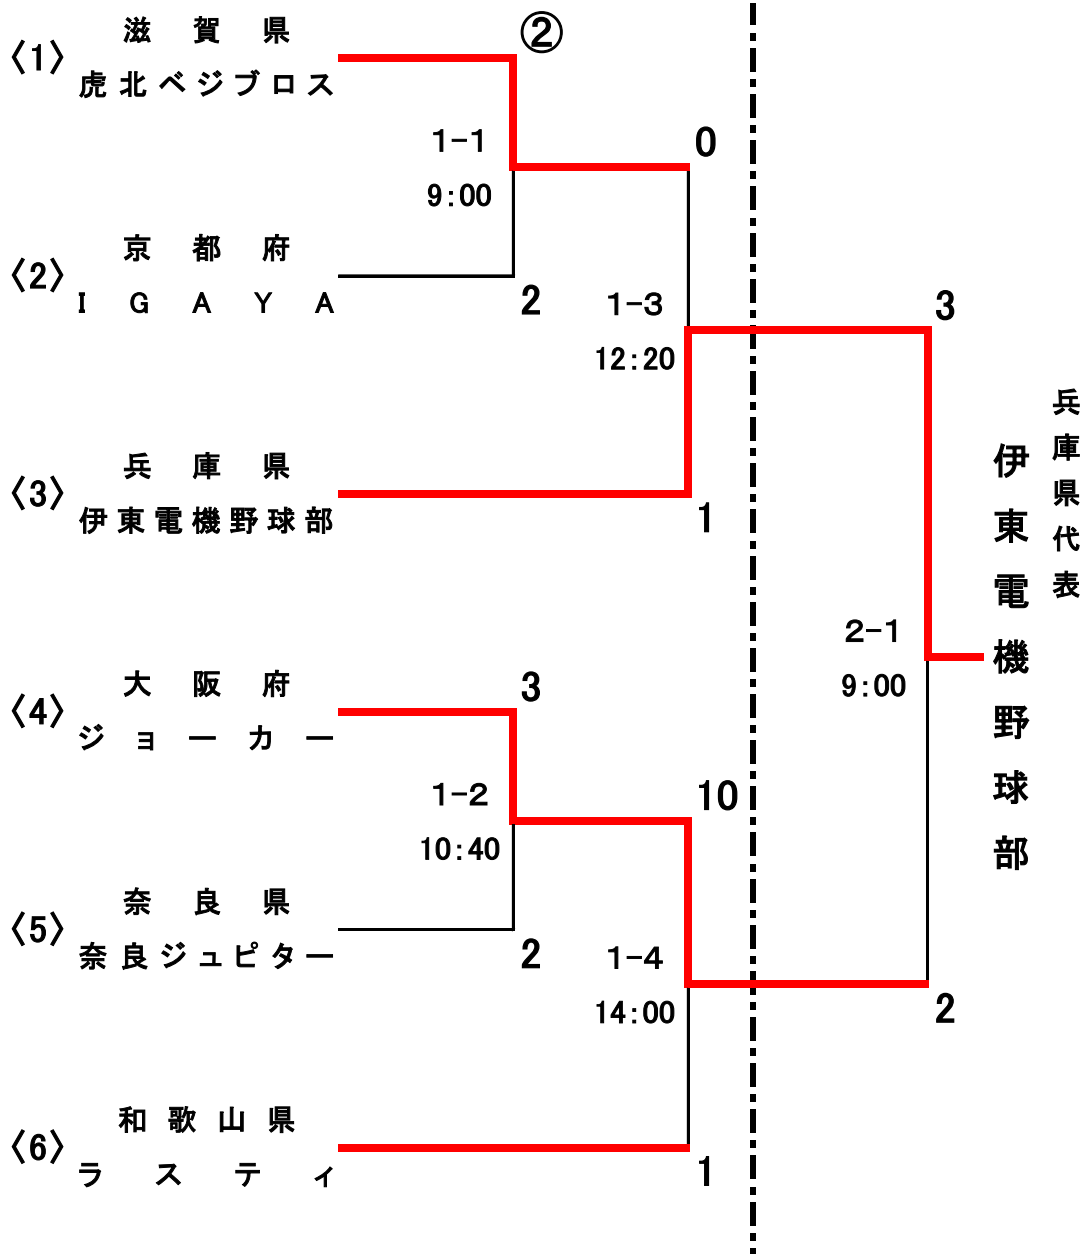 滋賀県
〈1〉
虎北ベジブロス
②
1-1
9:00
0
京都府
〈2〉
IGAYA
2
1-3
12:20
3
兵庫県
〈3〉
伊東電機野球部
1
兵庫県代表
伊東電機野球部
2-1
9:00
大阪府
〈4〉
ジョーカー
3
1-2
10:40
10
奈良県
〈5〉
奈良ジュピター
2
1-4
14:00
2
和歌山県
〈6〉
ラスティ
1